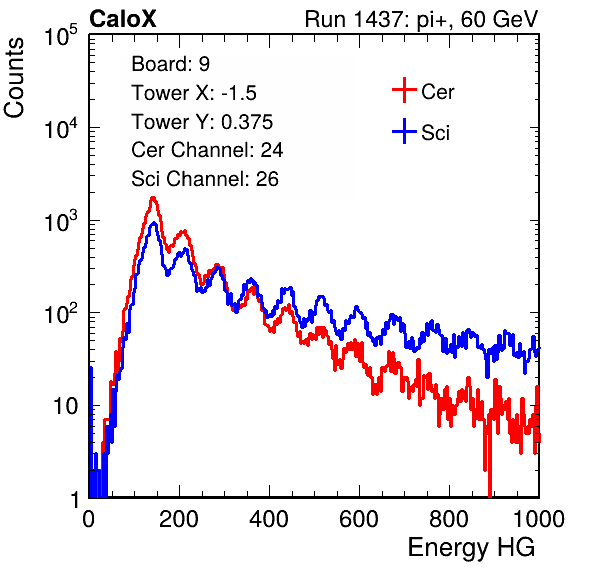 CaloX
Run 1437: pi+, 60 GeV
Counts
10^5
10^4
10^3
10^2
10
1
Board: 9
Tower X: -1.5
Tower Y: 0.375
Cer Channel: 24
Sci Channel: 26
Cer
Sci
0 200 400 600 800 1000
Energy HG